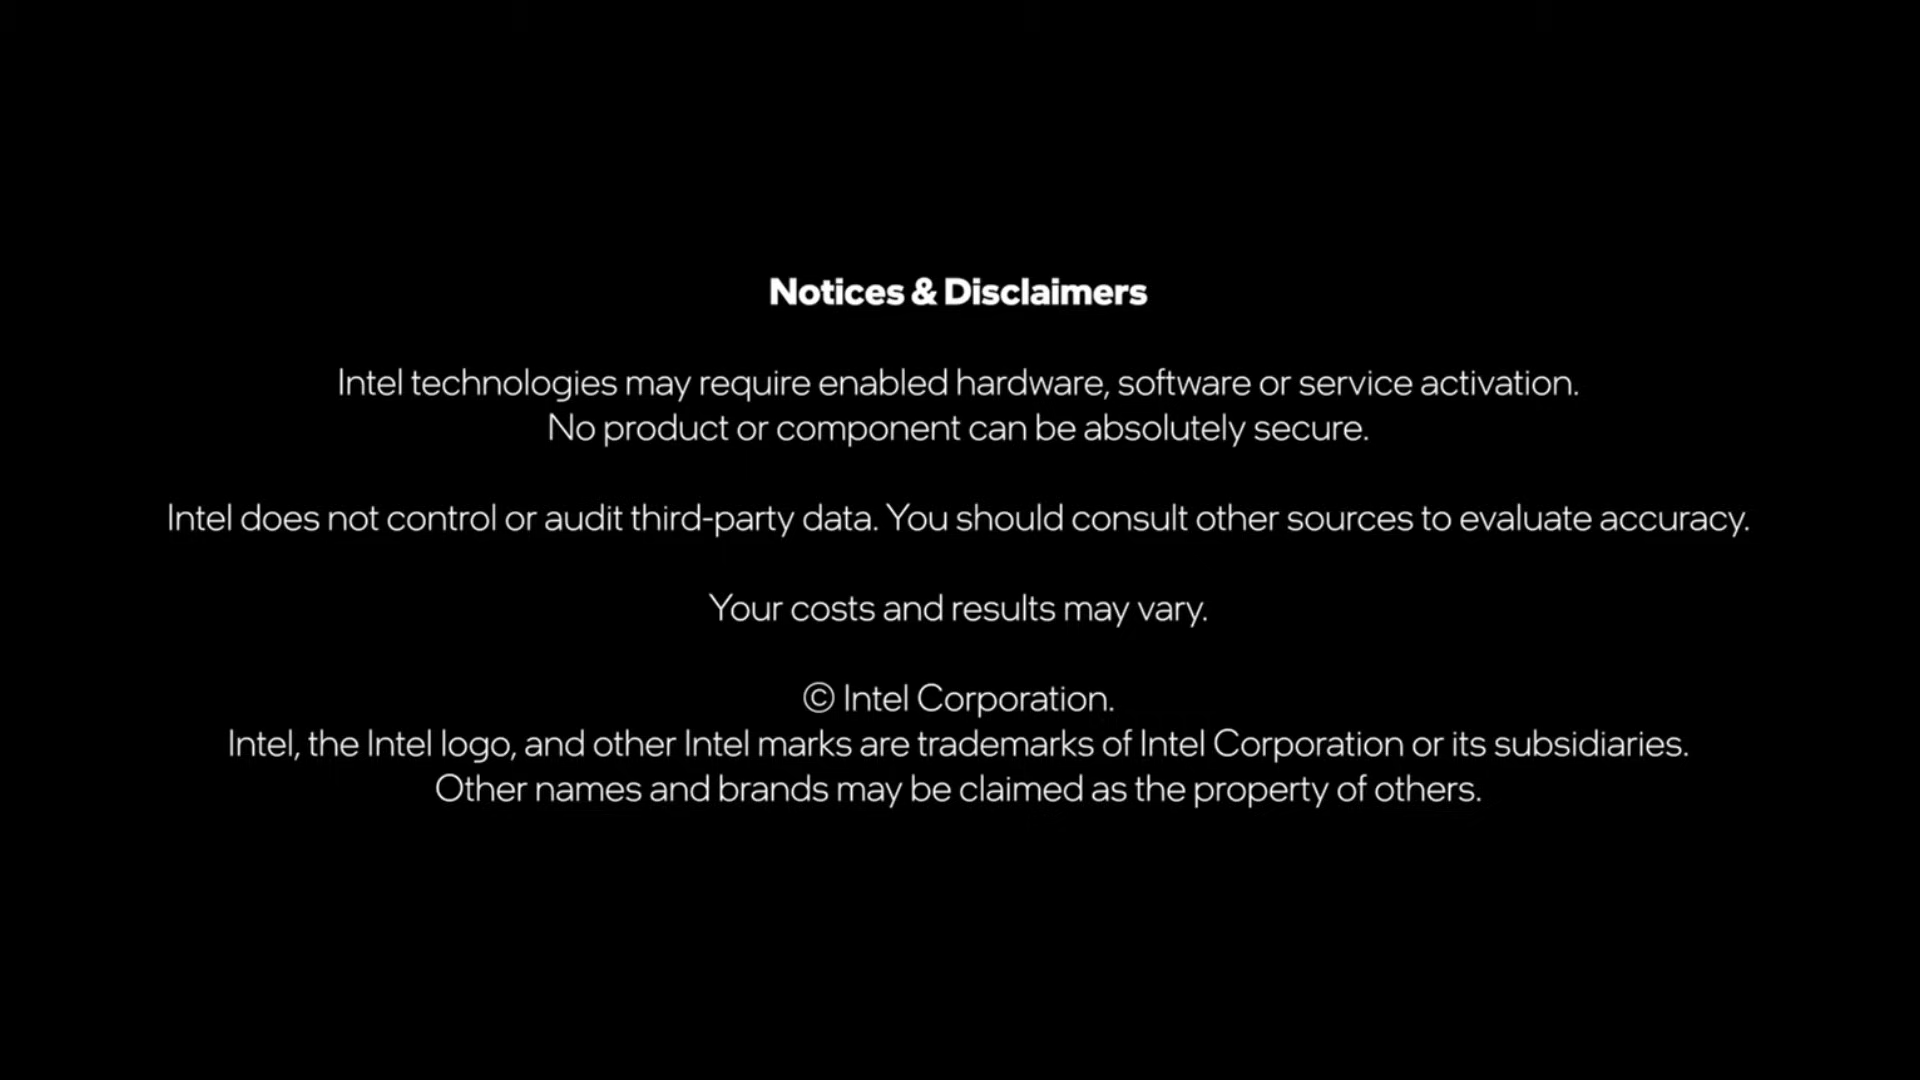 Notices & Disclaimers
Intel technologies may require enabled hardware, software or service activation.
No product or component can be absolutely secure.
Intel does not control or audit third-party data. You should consult other sources to evaluate accuracy.
Your costs and results may vary.
© Intel Corporation.
Intel, the Intel logo, and other Intel marks are trademarks of Intel Corporation or its subsidiaries.
Other names and brands may be claimed as the property of others.